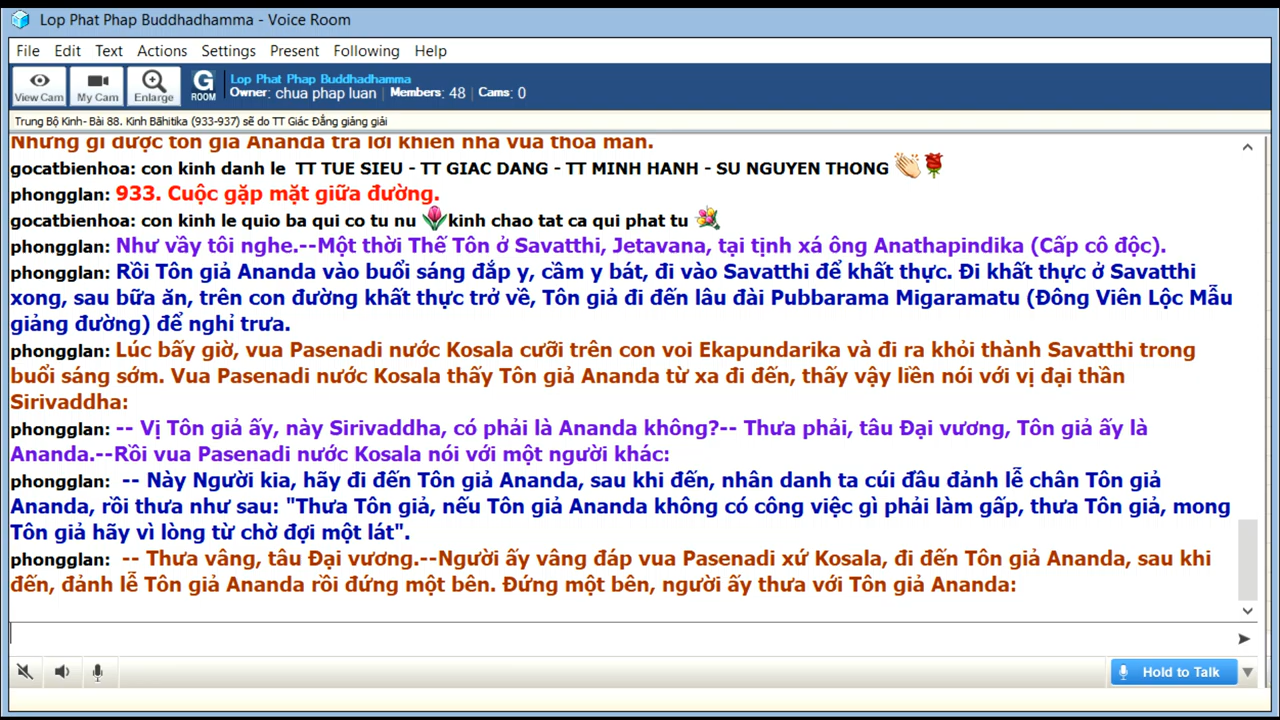 Lop Phat Phap Buddhadhamma - Voice Room
File Edit Text Actions Settings Present Following Help
View Cam My Cam Enlarge G ROOM
Lop Phat Phap Buddhadhamma
Owner: chua phap luan Members: 48 Cams: 0
Trung Bộ Kinh- Bài 88. Kinh Bāhitika (933-937) sẽ do TT Giác Đẳng giảng giải
Những gì được tôn giả Ananda trả lời khiến nhà vua thỏa mãn.
gocatbienhoa: con kinh danh le TT TUE SIEU - TT GIAC DANG - TT MINH HANH - SU NGUYEN THONG
phongglan: 933. Cuộc gặp mặt giữa đường.
gocatbienhoa: con kinh le quio ba qui co tu nu kinh chao tat ca qui phat tu
phongglan: Như vầy tôi nghe.--Một thời Thế Tôn ở Savatthi, Jetavana, tại tịnh xá ông Anathapindika (Cấp cô độc).
phongglan: Rồi Tôn giả Ananda vào buổi sáng đắp y, cầm y bát, đi vào Savatthi để khất thực. Đi khất thực ở Savatthi
xong, sau bữa ăn, trên con đường khất thực trở về, Tôn giả đi đến lâu đài Pubbarama Migaramatu (Đông Viên Lộc Mẫu
giảng đường) để nghỉ trưa.
phongglan: Lúc bấy giờ, vua Pasenadi nước Kosala cưỡi trên con voi Ekapundarika và đi ra khỏi thành Savatthi trong
buổi sáng sớm. Vua Pasenadi nước Kosala thấy Tôn giả Ananda từ xa đi đến, thấy vậy liền nói với vị đại thần
Sirivaddha:
phongglan: -- Vị Tôn giả ấy, này Sirivaddha, có phải là Ananda không?-- Thưa phải, tâu Đại vương, Tôn giả ấy là
Ananda.--Rồi vua Pasenadi nước Kosala nói với một người khác:
phongglan: -- Này Người kia, hãy đi đến Tôn giả Ananda, sau khi đến, nhân danh ta cúi đầu đảnh lễ chân Tôn giả
Ananda, rồi thưa như sau: "Thưa Tôn giả, nếu Tôn giả Ananda không có công việc gì phải làm gấp, thưa Tôn giả, mong
Tôn giả hãy vì lòng từ chờ đợi một lát".
phongglan: -- Thưa vâng, tâu Đại vương.--Người ấy vâng đáp vua Pasenadi xứ Kosala, đi đến Tôn giả Ananda, sau khi
đến, đảnh lễ Tôn giả Ananda rồi đứng một bên. Đứng một bên, người ấy thưa với Tôn giả Ananda:
Hold to Talk